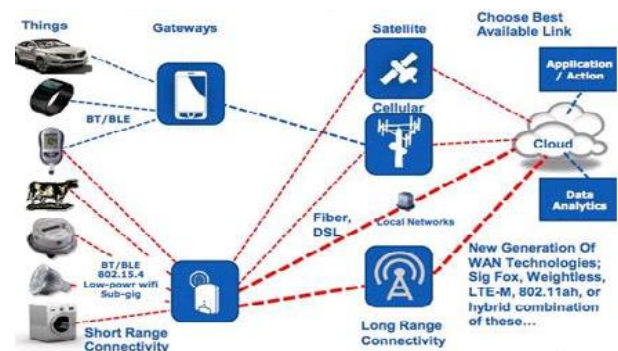 Things
Gateways
Satellite
Choose Best
Available Link
Application
/ Action
BT/BLE
Cellular
Cloud
Fiber,
DSL
Local Networks
Data
Analytics
BT/BLE
802.15.4
Low-powr wifi
Sub-gig
New Generation Of
WAN Technologies;
Sig Fox, Weightless,
LTE-M, 802.11ah, or
hybrid combination
of these...
Short Range
Connectivity
Long Range
Connectivity